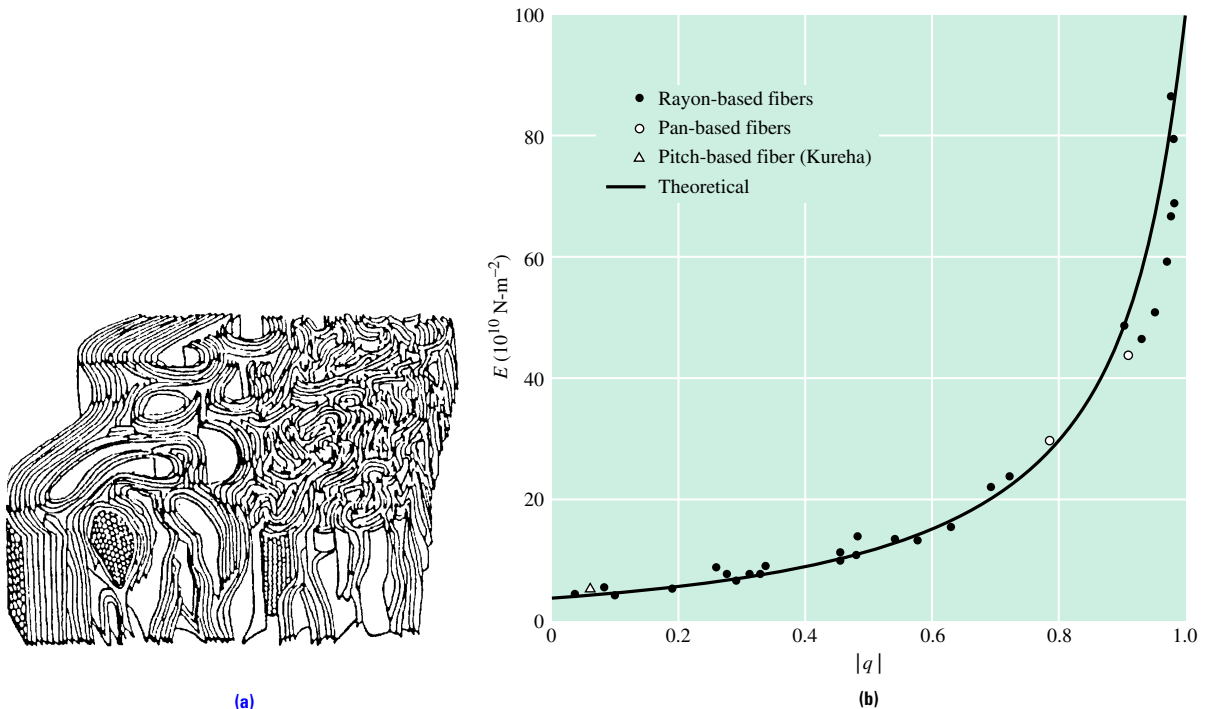 100
80
60
40
20
0
E (10¹⁰ N-m⁻²)
Rayon-based fibers
Pan-based fibers
Pitch-based fiber (Kureha)
Theoretical
0 0.2 0.4 0.6 0.8 1.0
|q|
(a) (b)